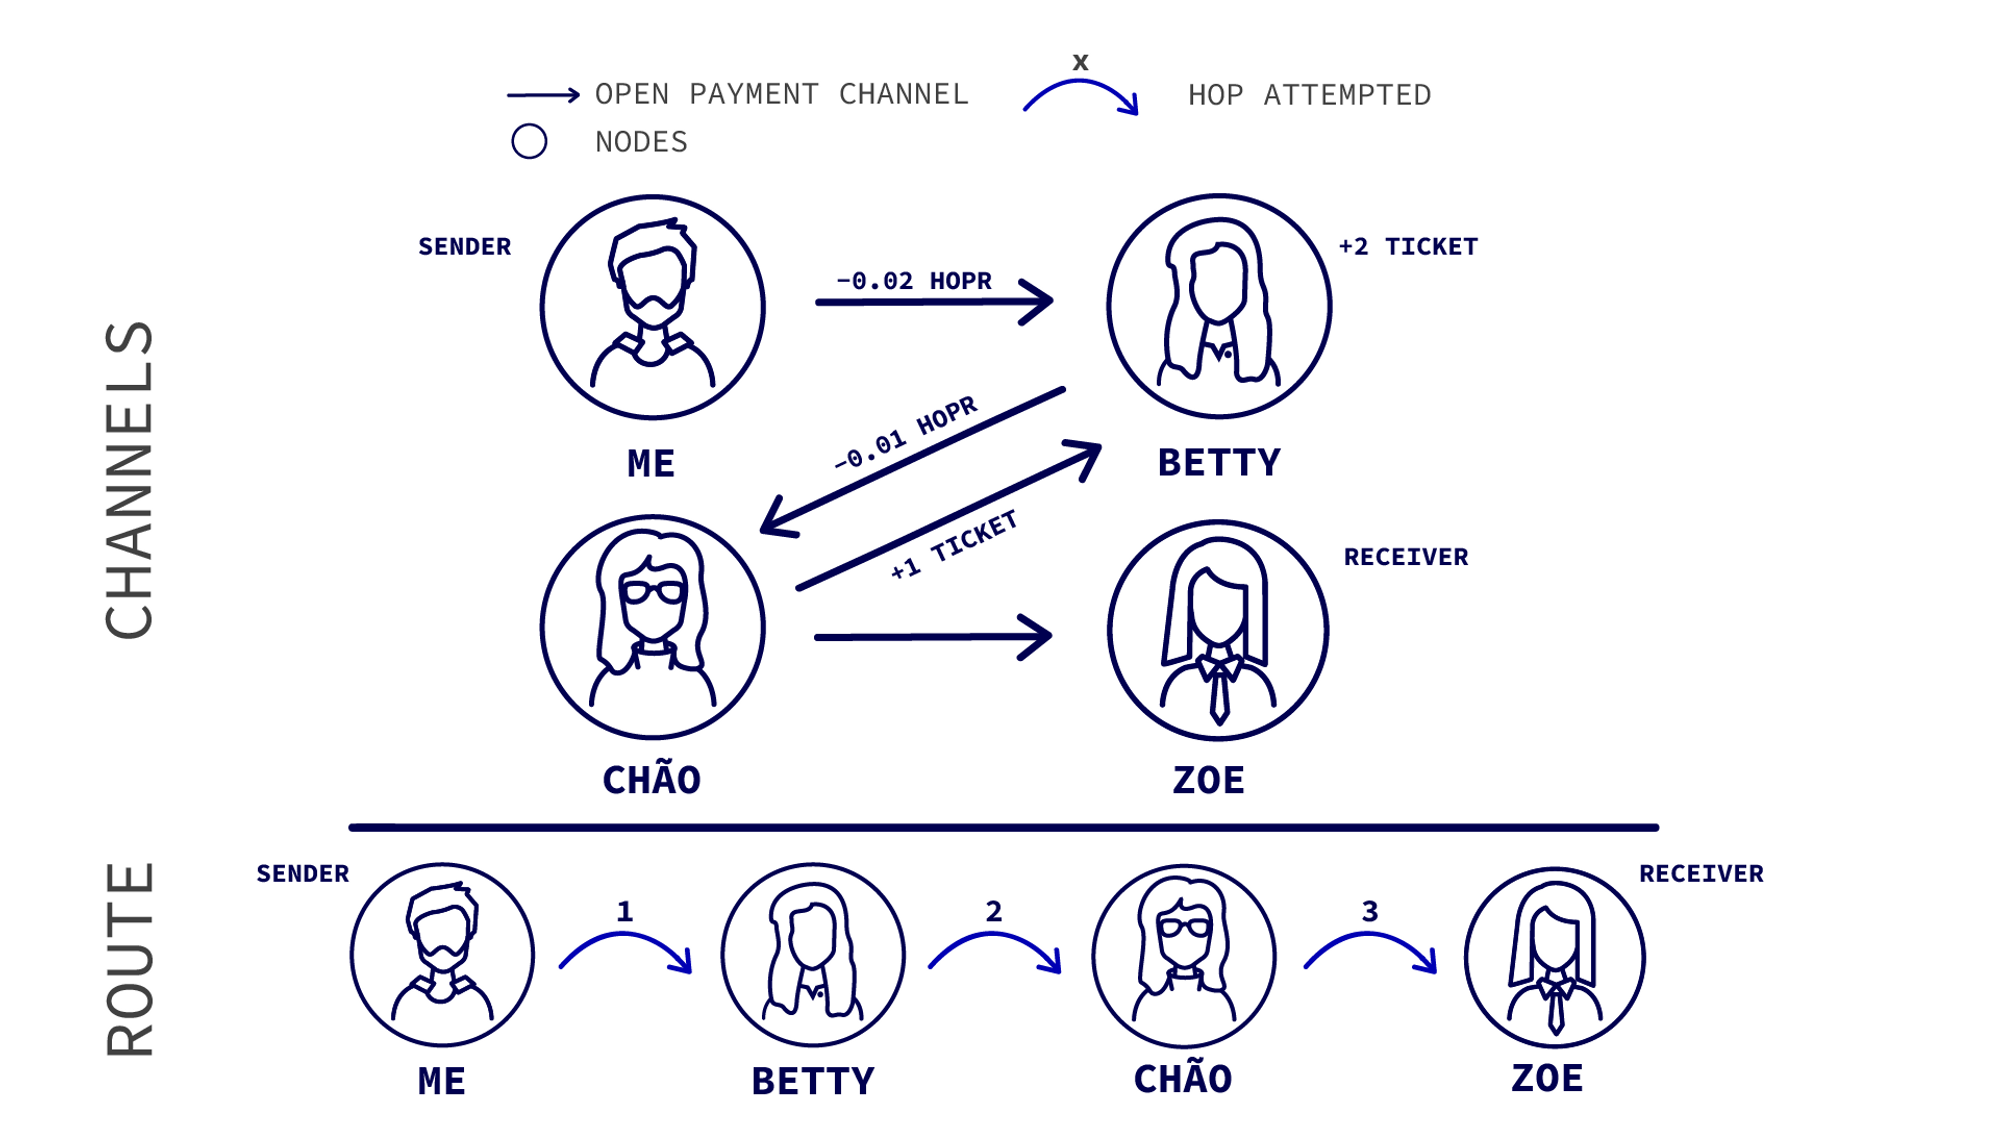 x
OPEN PAYMENT CHANNEL
HOP ATTEMPTED
NODES
CHANNELS
SENDER
-0.02 HOPR
+2 TICKET
ME
-0.01 HOPR
BETTY
+1 TICKET
RECEIVER
CHÃO
ZOE
ROUTE
SENDER
1
2
3
RECEIVER
ME
BETTY
CHÃO
ZOE